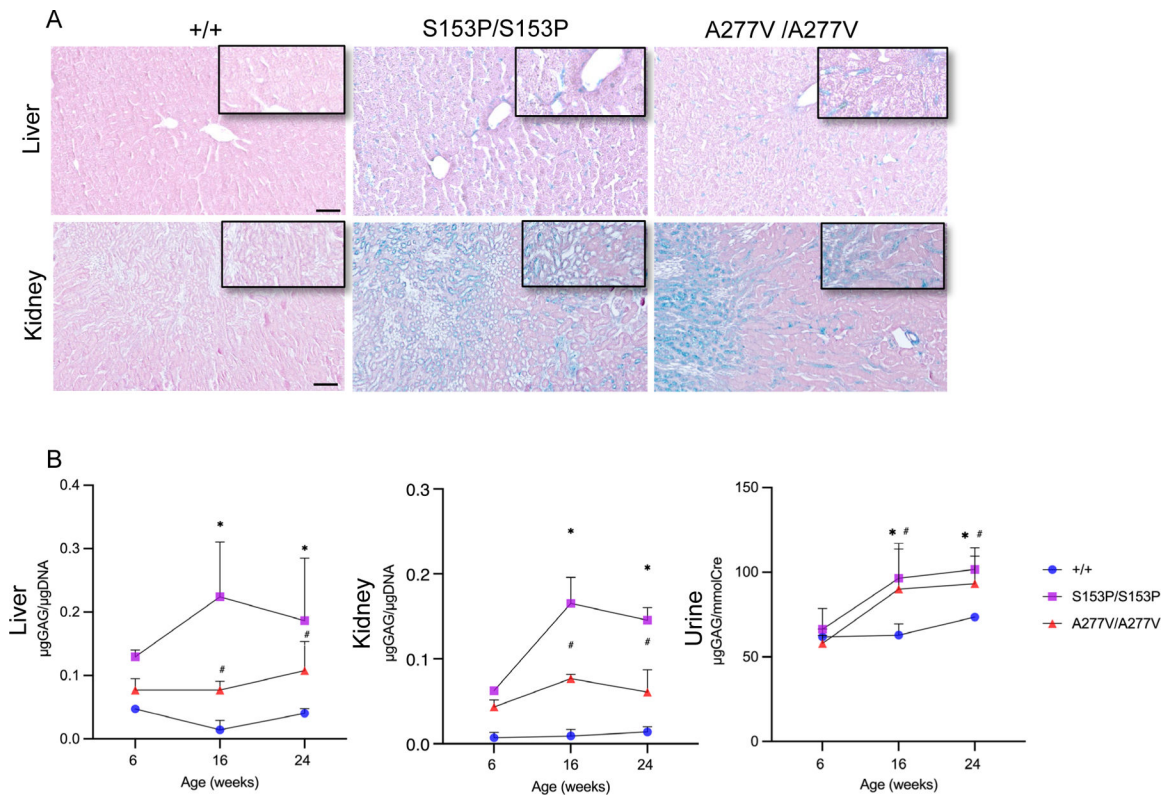 A
+/+
S153P/S153P
A277V /A277V
Liver
Kidney
B
Liver
µgGAG/µgDNA
0.4
0.3
0.2
0.1
0.0
*
*
#
#
6
16
24
Age (weeks)
Kidney
µgGAG/µgDNA
0.3
0.2
0.1
0.0
*
*
#
#
6
16
24
Age (weeks)
Urine
µgGAG/mmolCre
150
100
50
0
* #
* #
6
16
24
Age (weeks)
+/+
S153P/S153P
A277V/A277V